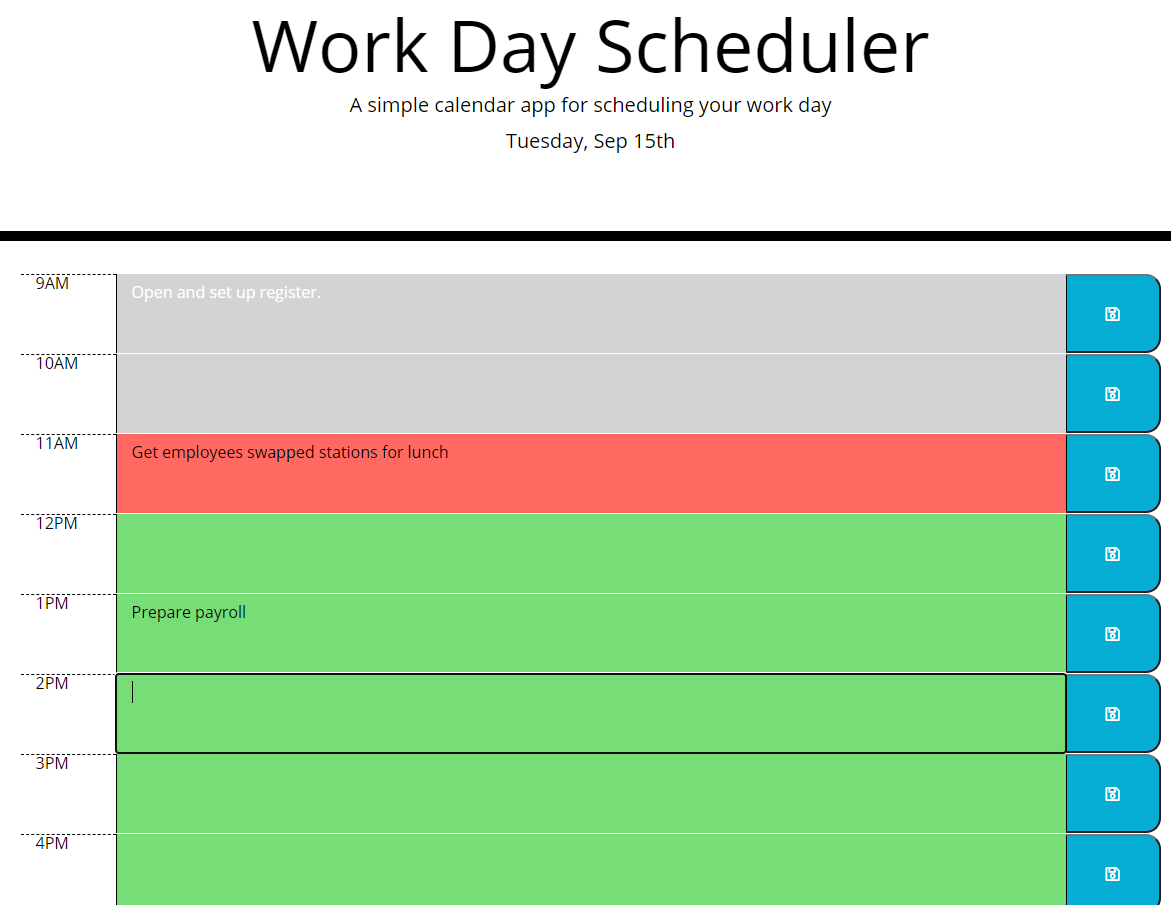 Work Day Scheduler
A simple calendar app for scheduling your work day
Tuesday, Sep 15th
9AM
Open and set up register.
10AM
11AM
Get employees swapped stations for lunch
12PM
1PM
Prepare payroll
2PM
3PM
4PM